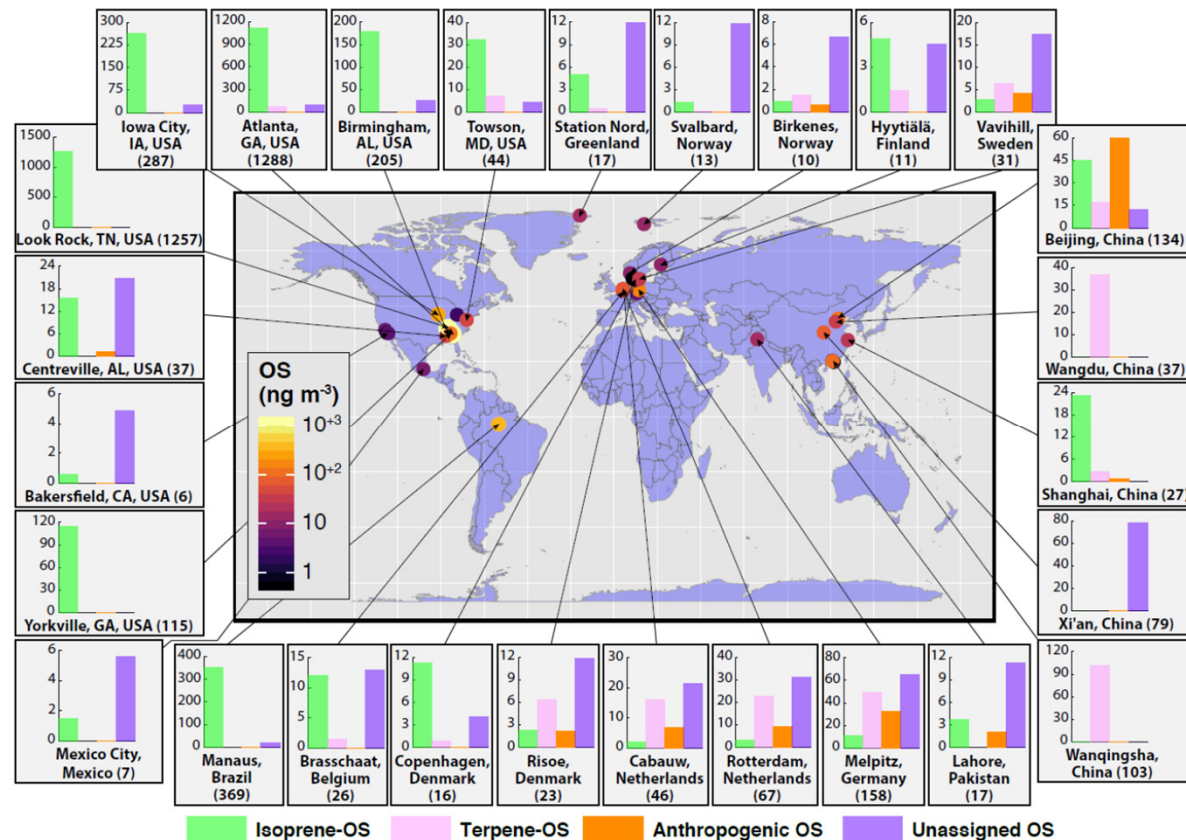 300
225
150
75
0
Iowa City,
IA, USA
(287)
1200
900
600
300
0
Atlanta,
GA, USA
(1288)
200
150
100
50
0
Birmingham,
AL, USA
(205)
40
30
20
10
0
Towson,
MD, USA
(44)
12
9
6
3
0
Station Nord,
Greenland
(17)
12
9
6
3
0
Svalbard,
Norway
(13)
8
6
4
2
0
Birkenes,
Norway
(10)
6
4
2
0
Hyytiälä,
Finland
(11)
20
15
10
5
0
Vavihill,
Sweden
(31)
1500
1000
500
0
Look Rock, TN, USA (1257)
24
18
12
6
0
Centreville, AL, USA (37)
6
4
2
0
Bakersfield, CA, USA (6)
120
90
60
30
0
Yorkville, GA, USA (115)
6
4
2
0
Mexico City,
Mexico (7)
OS
(ng m-3)
10+3
10+2
10
1
60
45
30
15
0
Beijing, China (134)
40
30
20
10
0
Wangdu, China (37)
24
18
12
6
0
Shanghai, China (27)
80
60
40
20
0
Xi'an, China (79)
120
90
60
30
0
Wanqingsha,
China (103)
400
300
200
100
0
Manaus,
Brazil
(369)
15
10
5
0
Brasschaat,
Belgium
(26)
12
9
6
3
0
Copenhagen,
Denmark
(16)
12
9
6
3
0
Risoe,
Denmark
(23)
30
20
10
0
Cabauw,
Netherlands
(46)
40
30
20
10
0
Rotterdam,
Netherlands
(67)
80
60
40
20
0
Melpitz,
Germany
(158)
12
9
6
3
0
Lahore,
Pakistan
(17)
Isoprene-OS
Terpene-OS
Anthropogenic OS
Unassigned OS